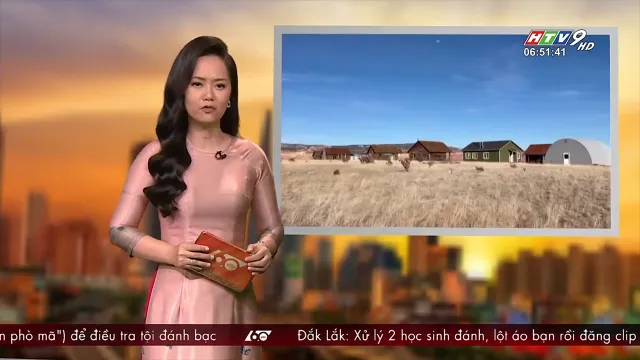 HTV9 HD
06:51:41
n phò mã") để điều tra tội đánh bạc 60 Đắk Lắk: Xử lý 2 học sinh đánh, lột áo bạn rồi đăng clip